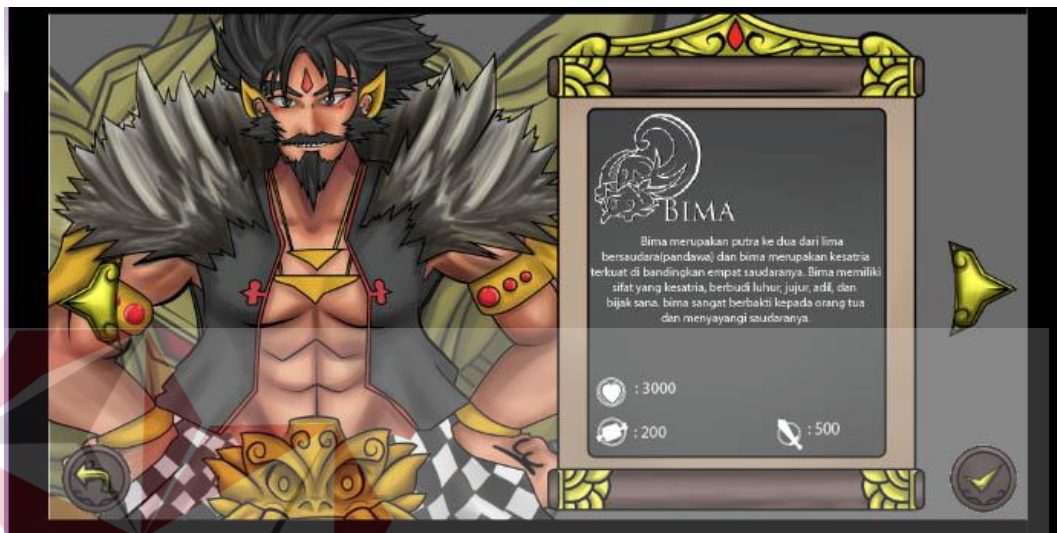 BIMA
Bima merupakan putra ke dua dari lima
bersaudara(pandawa) dan bima merupakan kesatria
terkuat di bandingkan empat saudaranya. Bima memiliki
sifat yang kesatria, berbudi luhur, jujur, adil, dan
bijak sana. bima sangat berbakti kepada orang tua
dan menyayangi saudaranya.
: 3000
: 200
: 500